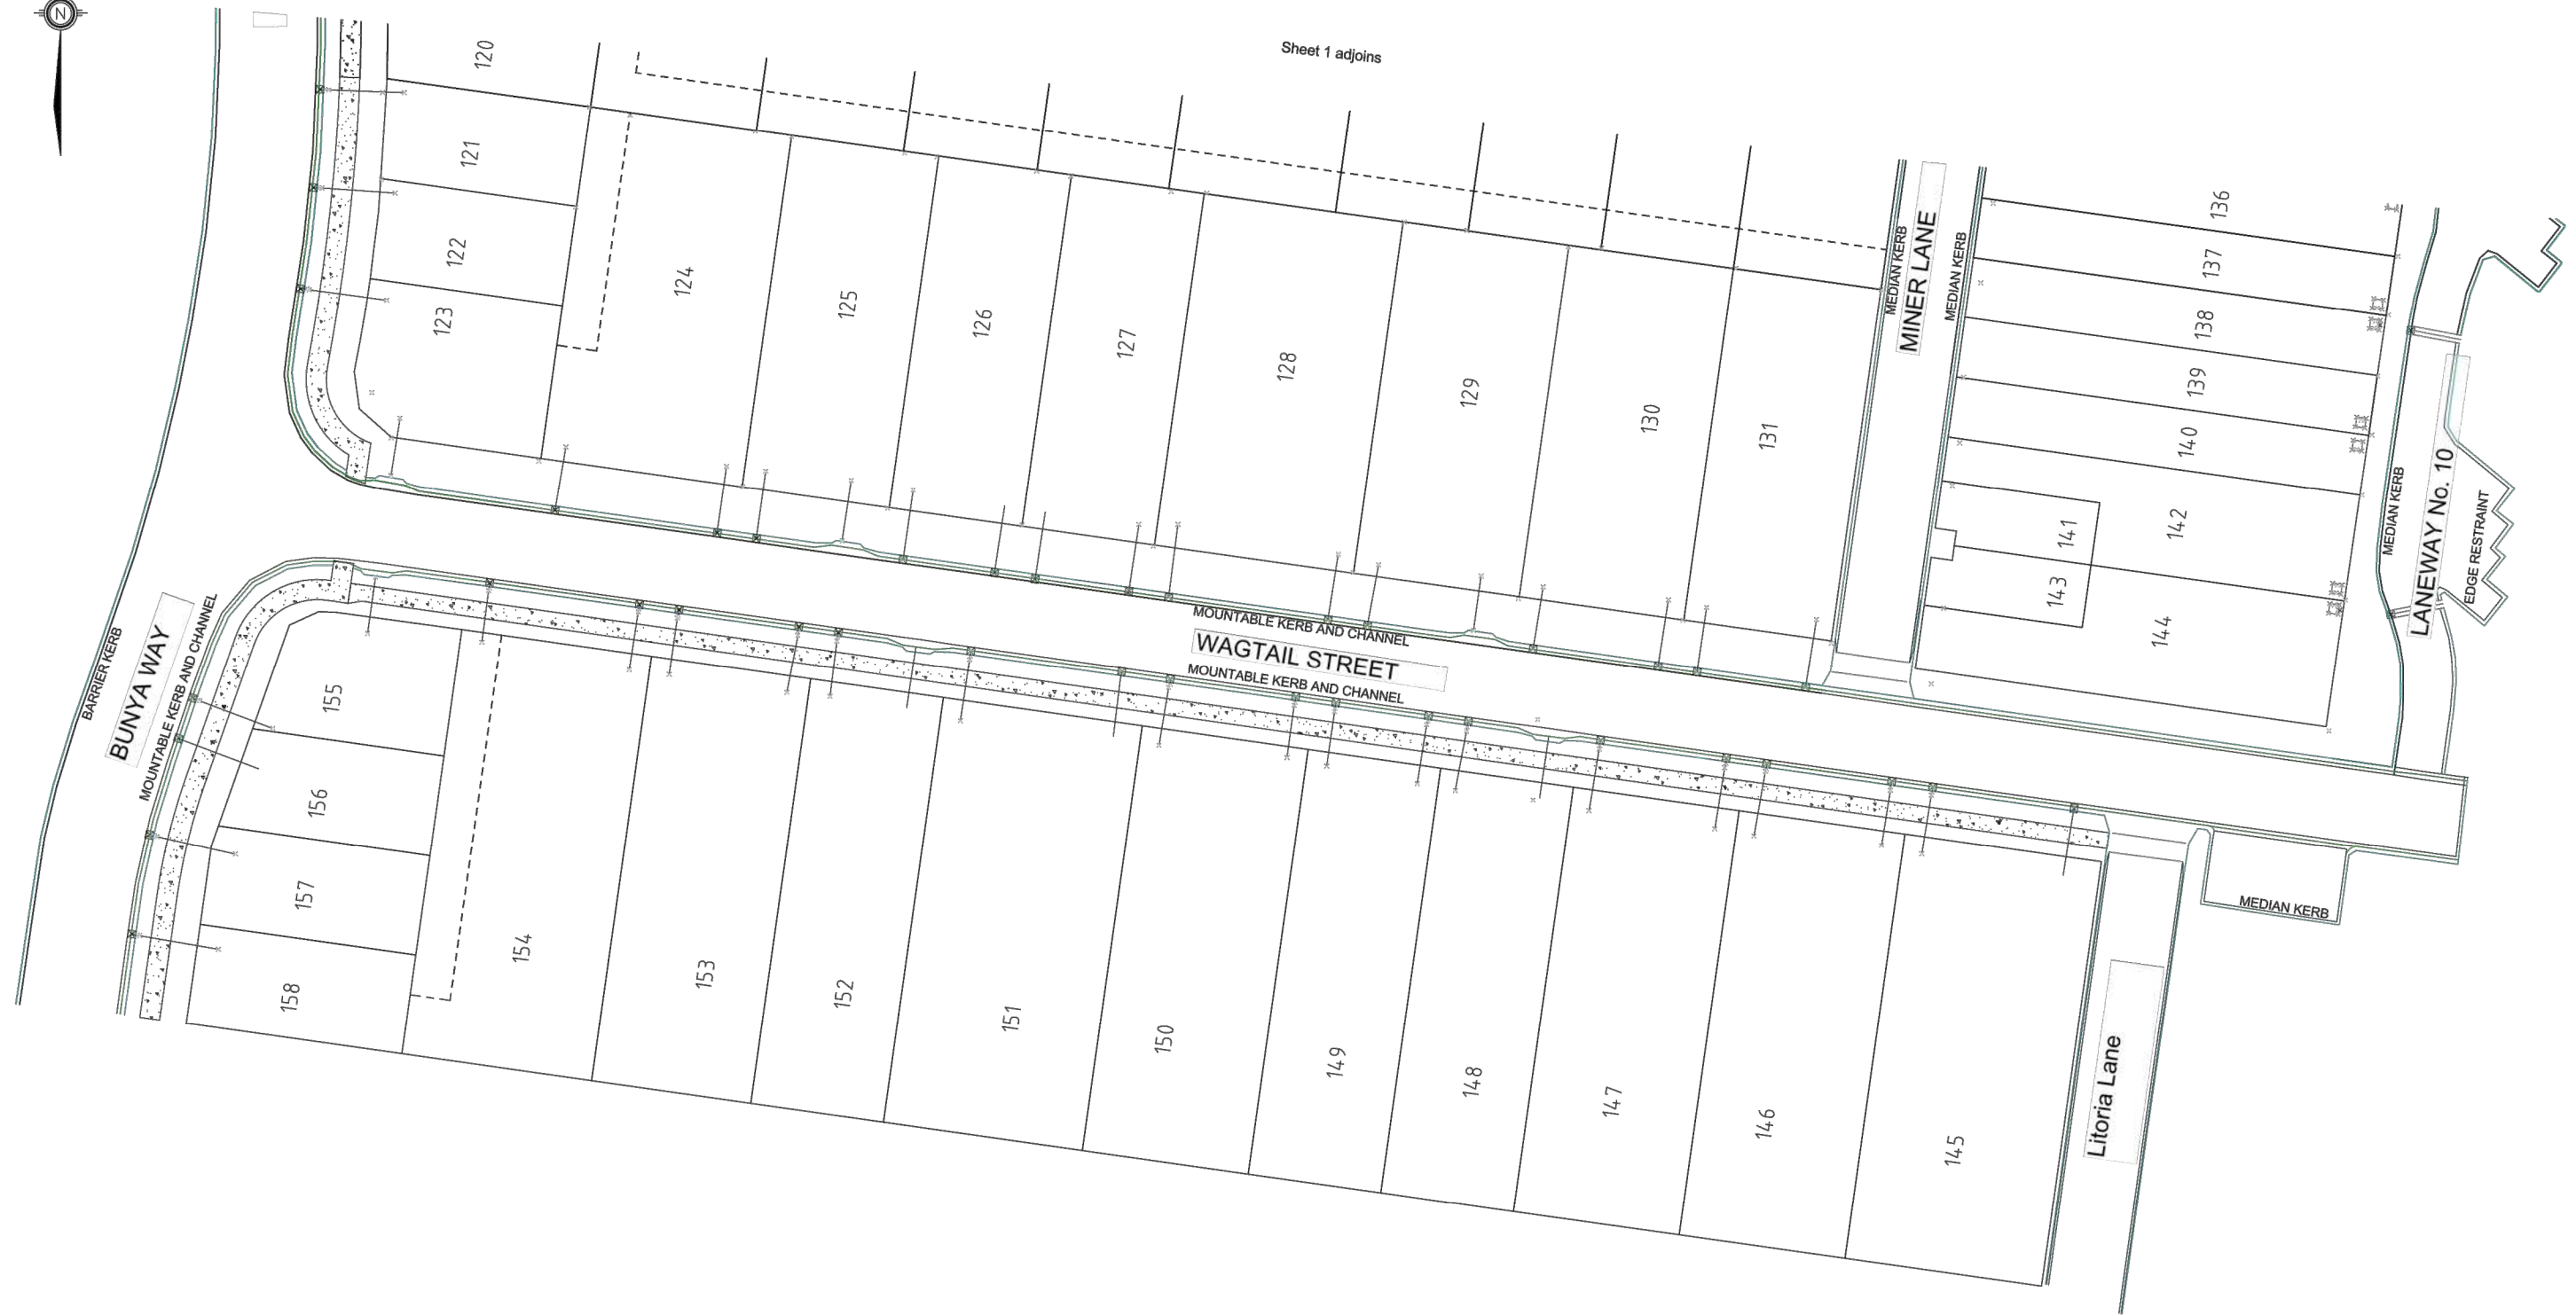 N
Sheet 1 adjoins
120
121
122
123
124
125
126
127
128
129
130
131
MEDIAN KERB
MINER LANE
MEDIAN KERB
136
137
138
139
140
141
142
143
144
MEDIAN KERB
LANEWAY No. 10
EDGE RESTRAINT
BARRIER KERB
BUNYA WAY
MOUNTABLE KERB AND CHANNEL
MOUNTABLE KERB AND CHANNEL
WAGTAIL STREET
MOUNTABLE KERB AND CHANNEL
155
156
157
158
154
153
152
151
150
149
148
147
146
145
Litoria Lane
MEDIAN KERB